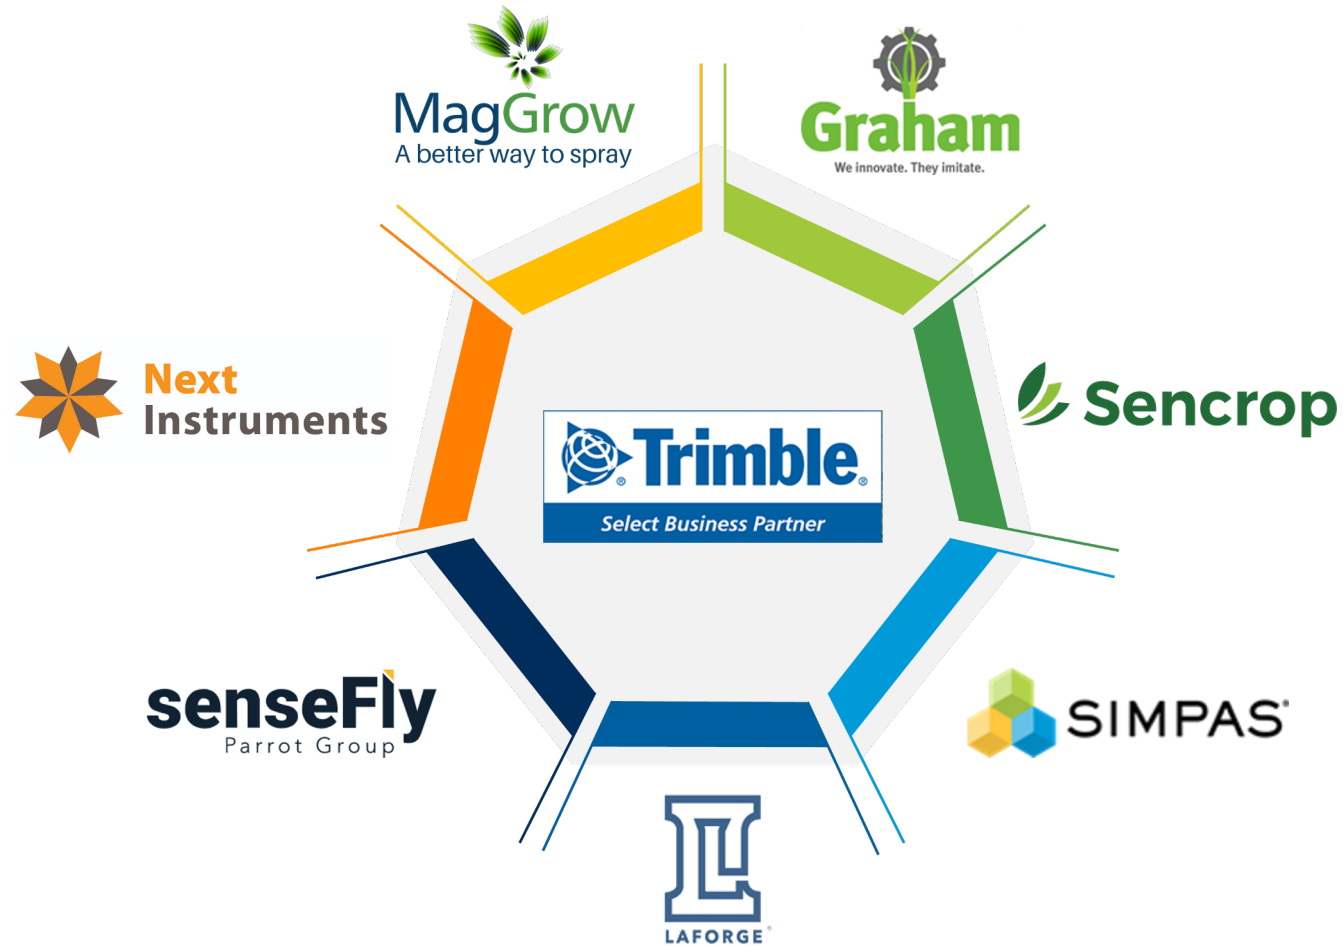 MagGrow
A better way to spray
Graham
We innovate. They imitate.
Next
Instruments
Sencrop
Trimble®
Select Business Partner
senseFly
Parrot Group
SIMPAS®
LAFORGE®